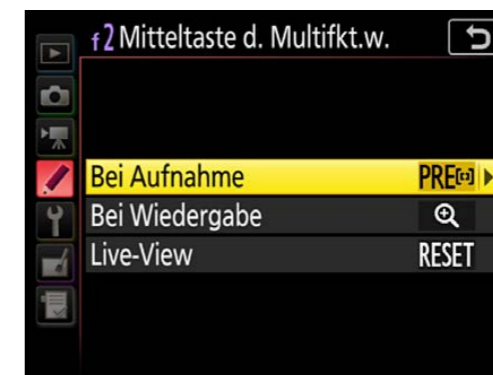 f2 Mitteltaste d. Multifkt.w.
Bei Aufnahme PRE
Bei Wiedergabe
Live-View RESET